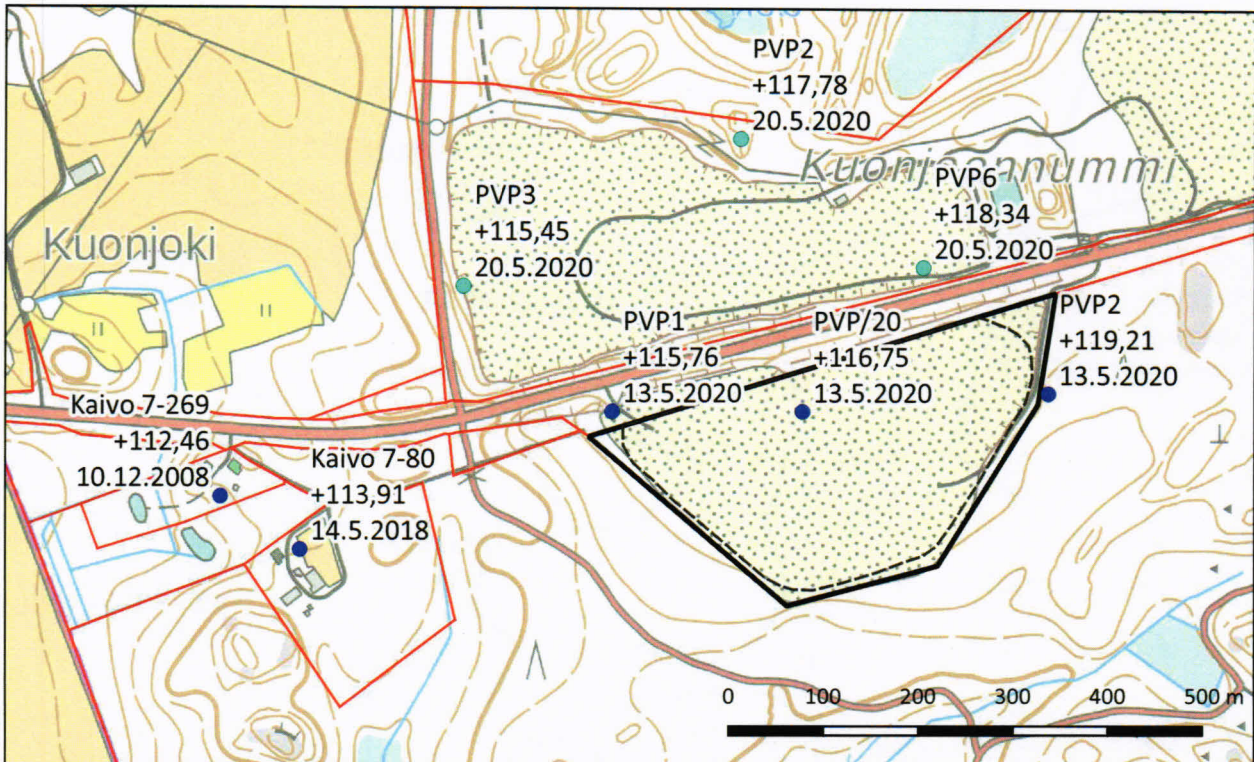 PVP2
+117,78
20.5.2020
Kuonjoennummi
PVP6
+118,34
20.5.2020
PVP3
+115,45
20.5.2020
Kuonjoki
PVP1
+115,76
13.5.2020
PVP/20
+116,75
13.5.2020
PVP2
+119,21
13.5.2020
Kaivo 7-269
+112,46
10.12.2008
Kaivo 7-80
+113,91
14.5.2018
0 100 200 300 400 500 m